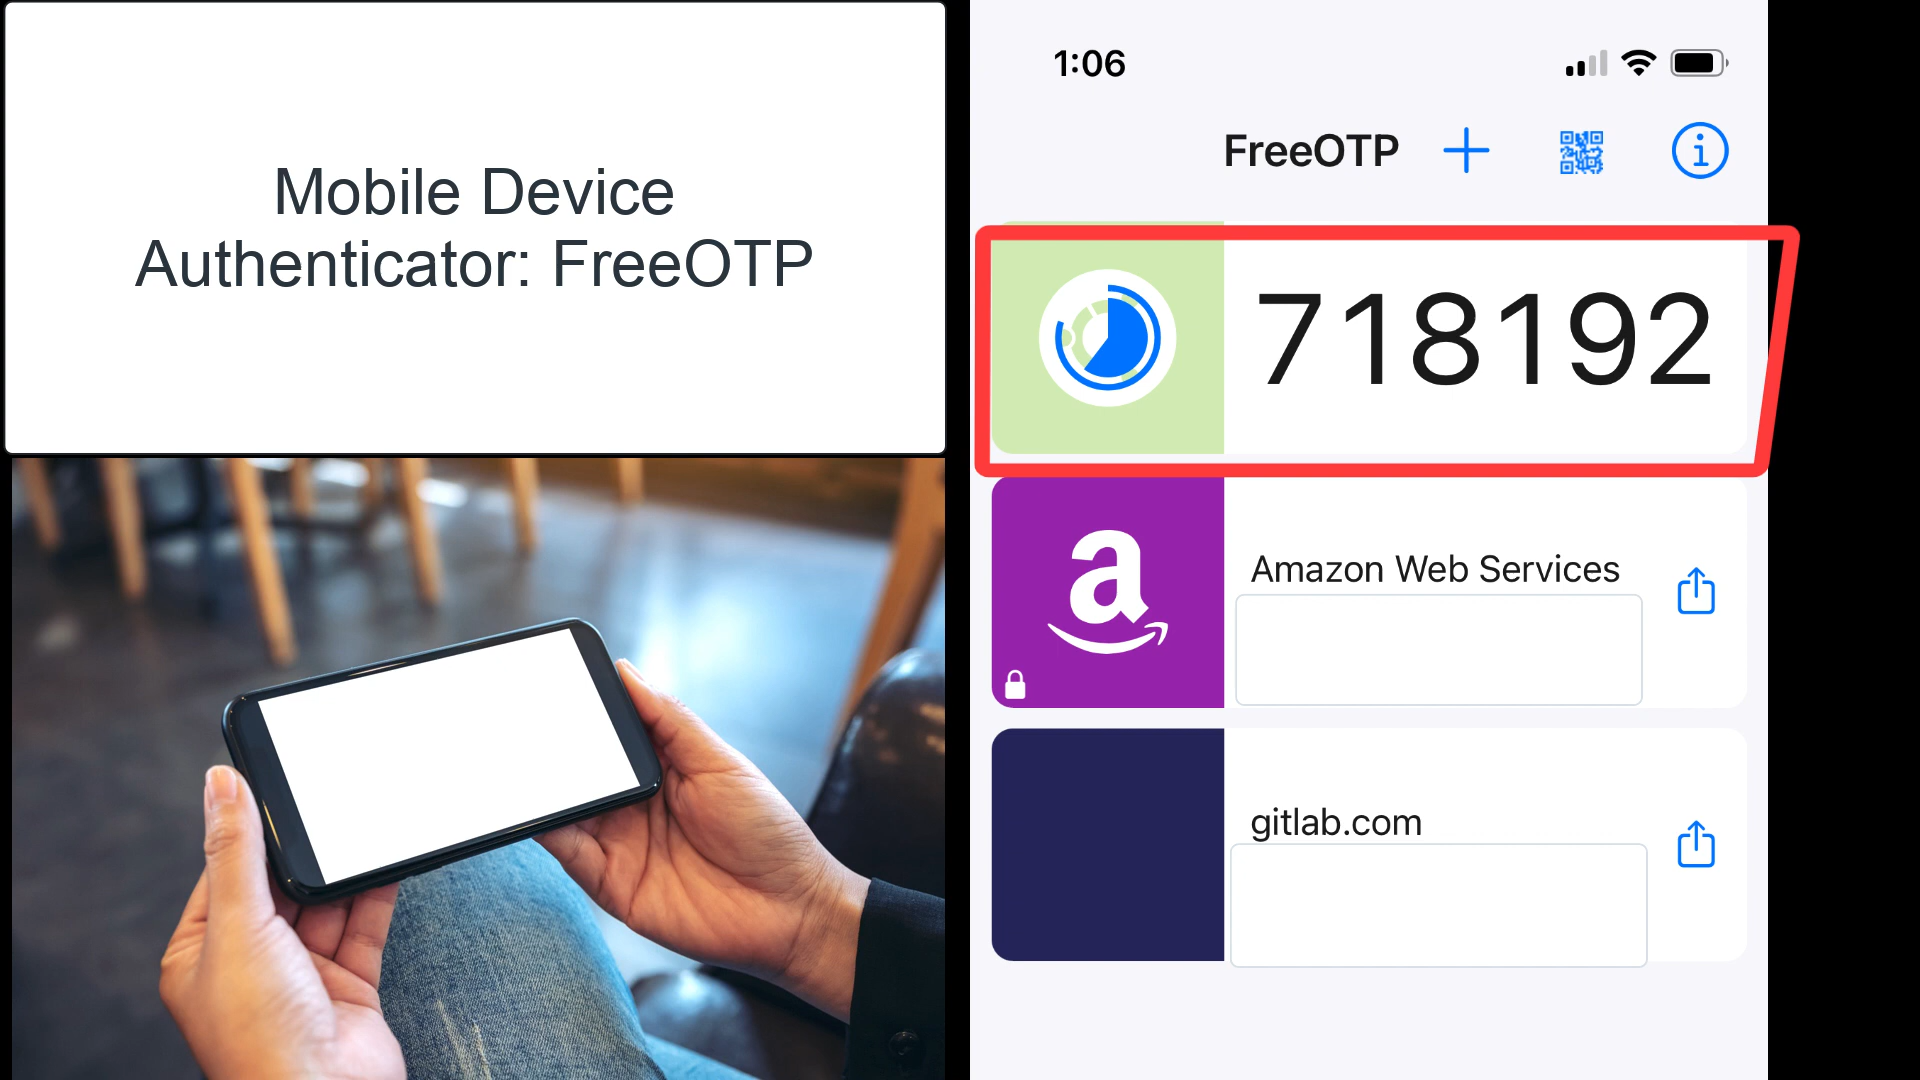 Mobile Device
Authenticator: FreeOTP
1:06
FreeOTP
718192
Amazon Web Services
gitlab.com